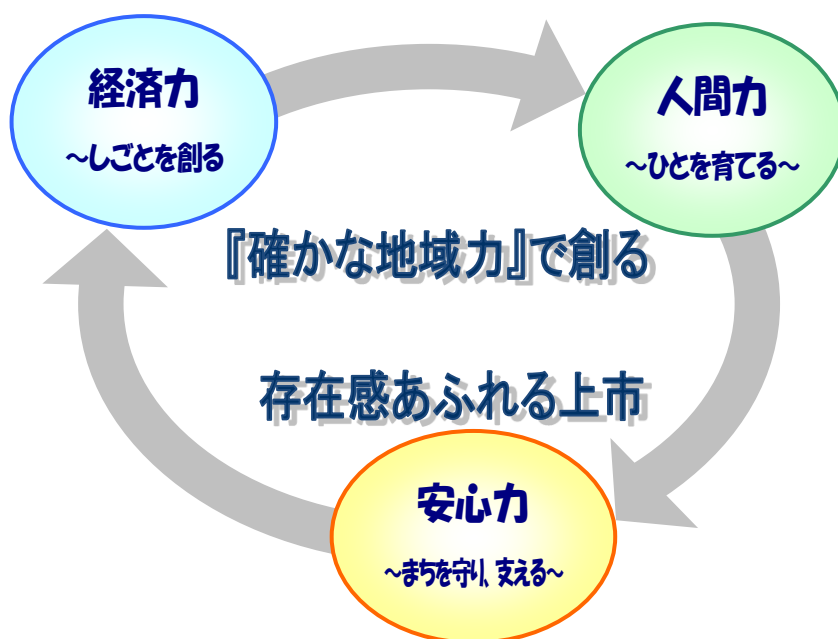 経済力
～しごとを創る
人間力
～ひとを育てる～
『確かな地域力』で創る
存在感あふれる上市
安心力
～まちを守り、支える～